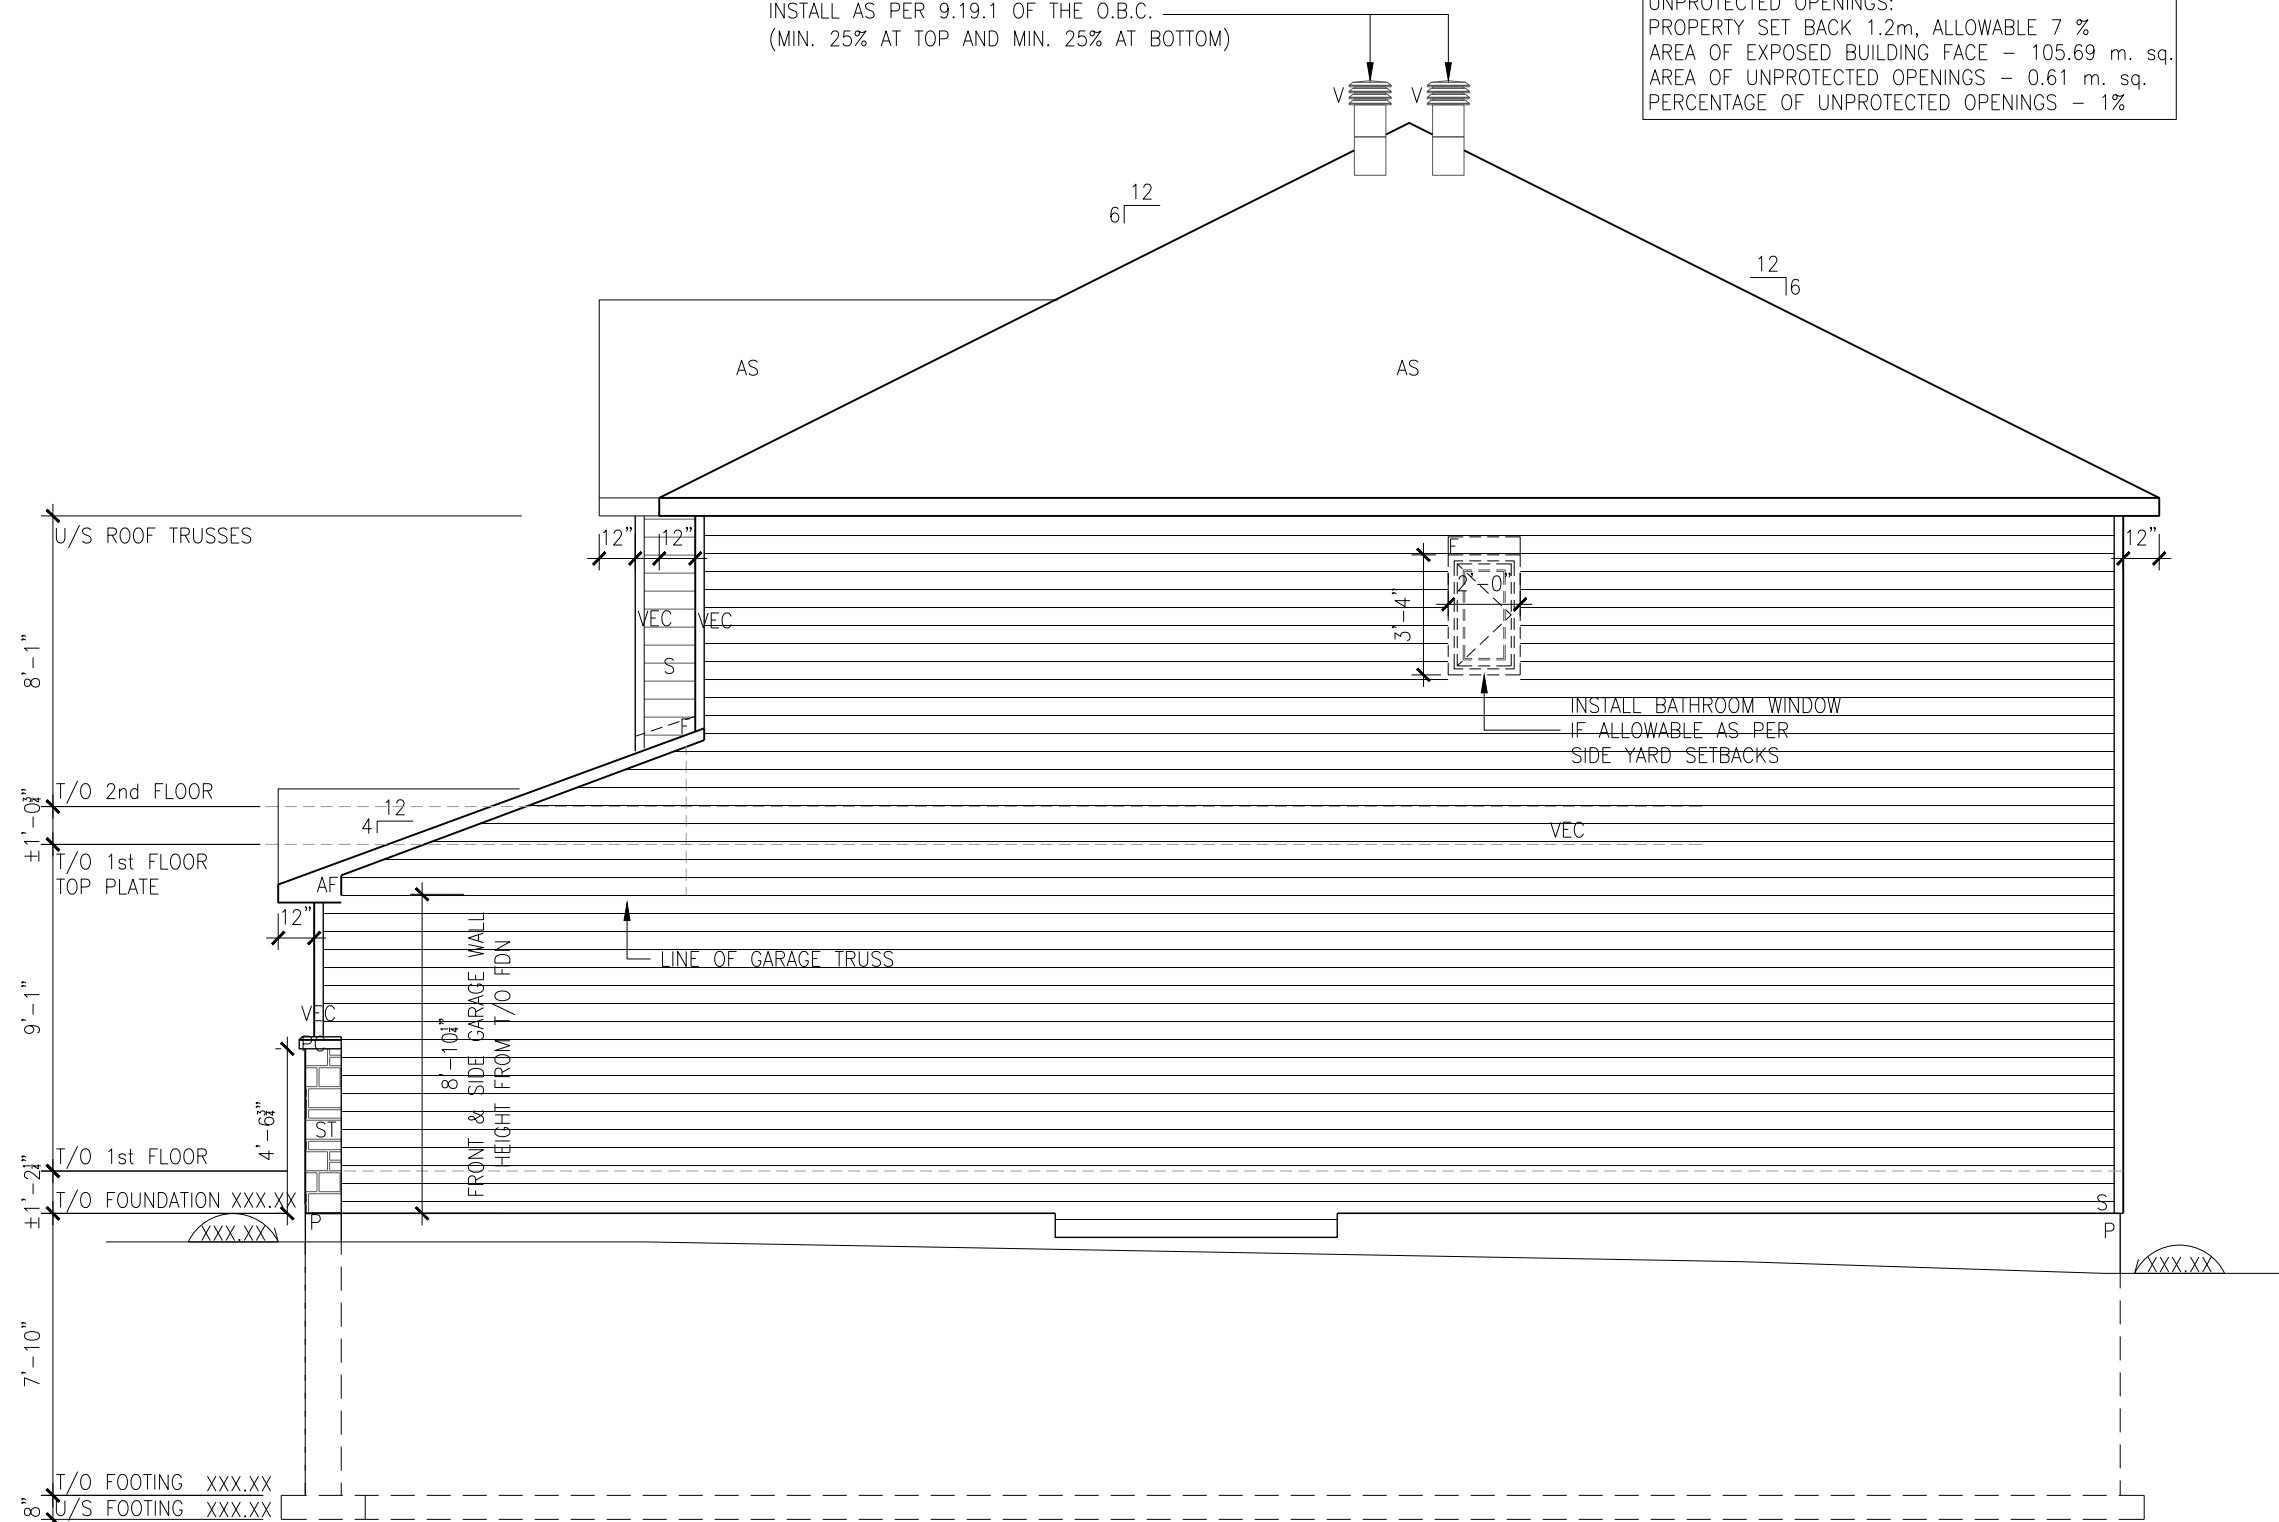 INSTALL AS PER 9.19.1 OF THE O.B.C.
(MIN. 25% AT TOP AND MIN. 25% AT BOTTOM)
UNPROTECTED OPENINGS:
PROPERTY SET BACK 1.2m, ALLOWABLE 7 %
AREA OF EXPOSED BUILDING FACE – 105.69 m. sq.
AREA OF UNPROTECTED OPENINGS – 0.61 m. sq.
PERCENTAGE OF UNPROTECTED OPENINGS – 1%
V
V
12
6
12
6
AS
AS
U/S ROOF TRUSSES
12"
12"
12"
F
2'-0"
3'-4"
VEC
VEC
S
F
8'-1"
INSTALL BATHROOM WINDOW
IF ALLOWABLE AS PER
SIDE YARD SETBACKS
T/O 2nd FLOOR
±1'-0¾"
12
4
VEC
T/O 1st FLOOR
TOP PLATE
AF
12"
LINE OF GARAGE TRUSS
9'-1"
VEC
PC
8'-10¼"
FRONT & SIDE GARAGE WALL
HEIGHT FROM T/O FDN
4'-6¾"
ST
T/O 1st FLOOR
±1'-2¼"
T/O FOUNDATION XXX.XX
P
S
P
XXX.XX
XXX.XX
7'-10"
T/O FOOTING XXX.XX
8"
U/S FOOTING XXX.XX